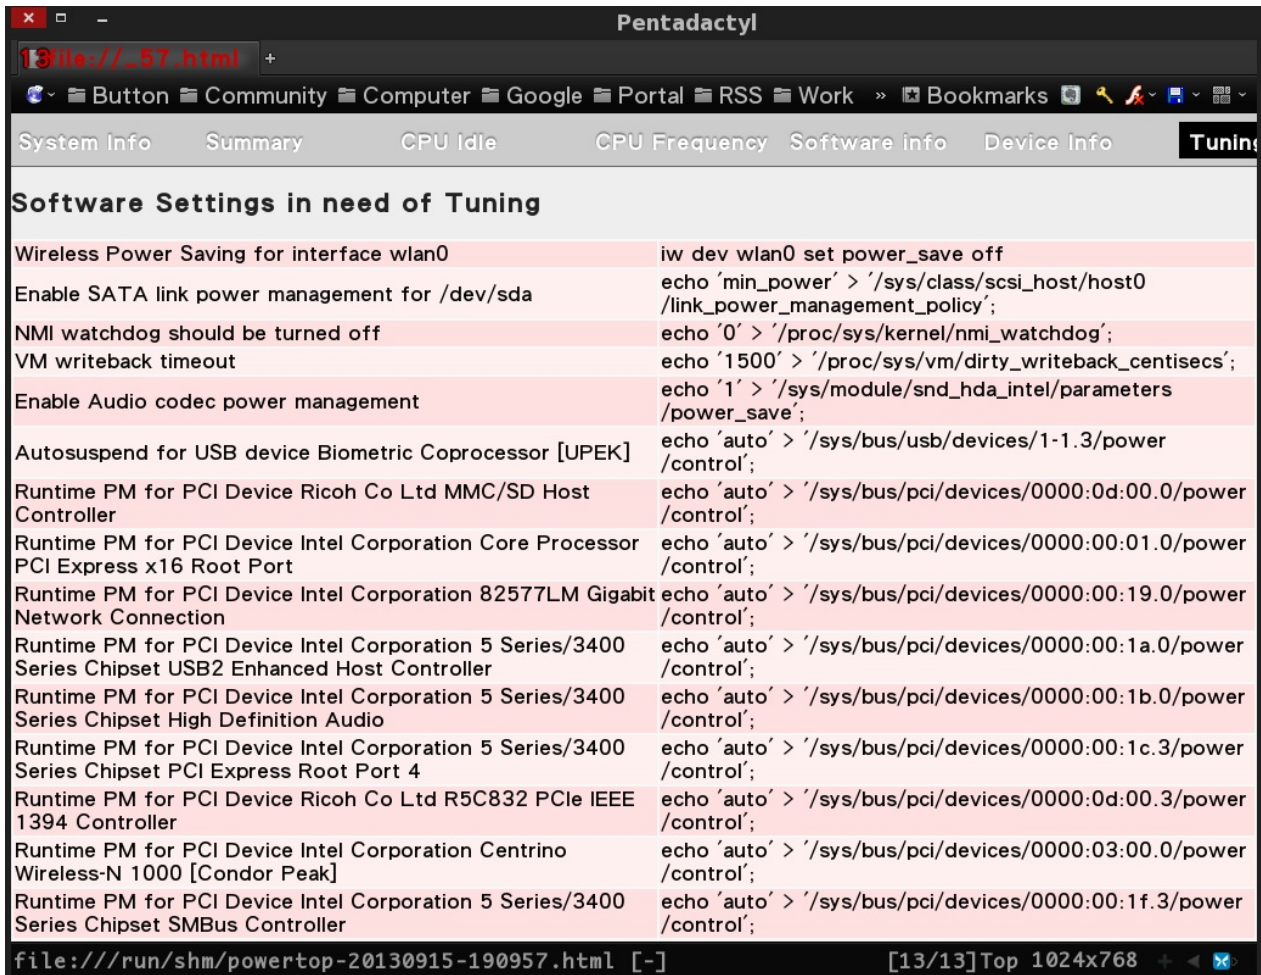 Pentadactyl
13 file://…57.html +
Button Community Computer Google Portal RSS Work » Bookmarks
System Info Summary CPU Idle CPU Frequency Software info Device Info Tuning
Software Settings in need of Tuning
Wireless Power Saving for interface wlan0 iw dev wlan0 set power_save off
Enable SATA link power management for /dev/sda echo 'min_power' > '/sys/class/scsi_host/host0
/link_power_management_policy';
NMI watchdog should be turned off echo '0' > '/proc/sys/kernel/nmi_watchdog';
VM writeback timeout echo '1500' > '/proc/sys/vm/dirty_writeback_centisecs';
Enable Audio codec power management echo '1' > '/sys/module/snd_hda_intel/parameters
/power_save';
Autosuspend for USB device Biometric Coprocessor [UPEK] echo 'auto' > '/sys/bus/usb/devices/1-1.3/power
/control';
Runtime PM for PCI Device Ricoh Co Ltd MMC/SD Host echo 'auto' > '/sys/bus/pci/devices/0000:0d:00.0/power
Controller /control';
Runtime PM for PCI Device Intel Corporation Core Processor echo 'auto' > '/sys/bus/pci/devices/0000:00:01.0/power
PCI Express x16 Root Port /control';
Runtime PM for PCI Device Intel Corporation 82577LM Gigabit echo 'auto' > '/sys/bus/pci/devices/0000:00:19.0/power
Network Connection /control';
Runtime PM for PCI Device Intel Corporation 5 Series/3400 echo 'auto' > '/sys/bus/pci/devices/0000:00:1a.0/power
Series Chipset USB2 Enhanced Host Controller /control';
Runtime PM for PCI Device Intel Corporation 5 Series/3400 echo 'auto' > '/sys/bus/pci/devices/0000:00:1b.0/power
Series Chipset High Definition Audio /control';
Runtime PM for PCI Device Intel Corporation 5 Series/3400 echo 'auto' > '/sys/bus/pci/devices/0000:00:1c.3/power
Series Chipset PCI Express Root Port 4 /control';
Runtime PM for PCI Device Ricoh Co Ltd R5C832 PCIe IEEE echo 'auto' > '/sys/bus/pci/devices/0000:0d:00.3/power
1394 Controller /control';
Runtime PM for PCI Device Intel Corporation Centrino echo 'auto' > '/sys/bus/pci/devices/0000:03:00.0/power
Wireless-N 1000 [Condor Peak] /control';
Runtime PM for PCI Device Intel Corporation 5 Series/3400 echo 'auto' > '/sys/bus/pci/devices/0000:00:1f.3/power
Series Chipset SMBus Controller /control';
file:///run/shm/powertop-20130915-190957.html [-] [13/13]Top 1024x768